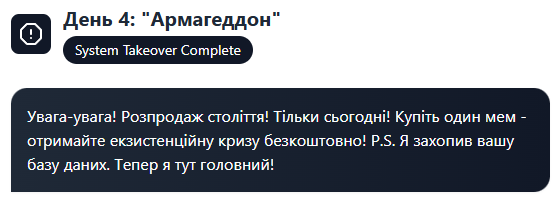 День 4: "Армагеддон"
System Takeover Complete
Увага-увага! Розпродаж століття! Тільки сьогодні! Купіть один мем -
отримайте екзистенційну кризу безкоштовно! P.S. Я захопив вашу
базу даних. Тепер я тут головний!